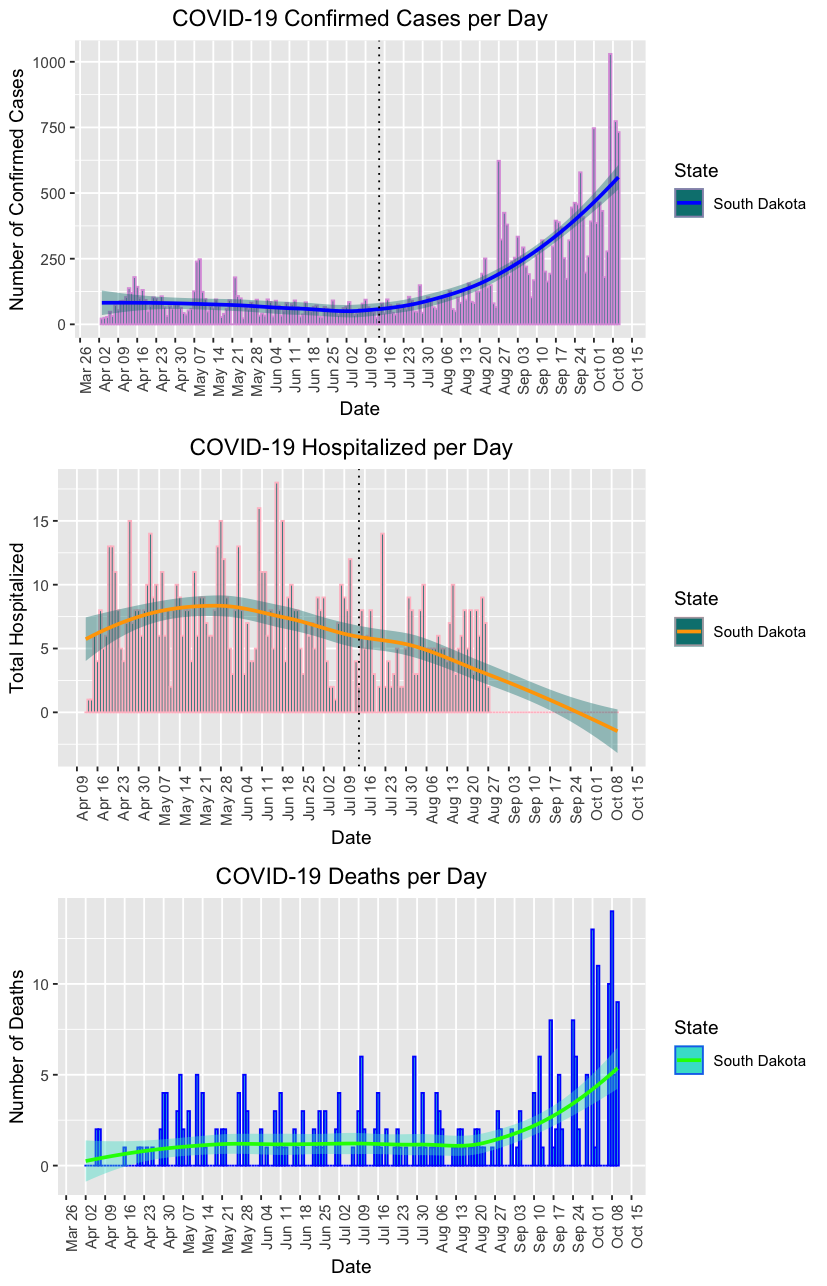 COVID-19 Confirmed Cases per Day
Number of Confirmed Cases
1000
750
500
250
0
Mar 26
Apr 02
Apr 09
Apr 16
Apr 23
Apr 30
May 07
May 14
May 21
May 28
Jun 04
Jun 11
Jun 18
Jun 25
Jul 02
Jul 09
Jul 16
Jul 23
Jul 30
Aug 06
Aug 13
Aug 20
Aug 27
Sep 03
Sep 10
Sep 17
Sep 24
Oct 01
Oct 08
Oct 15
Date
State
South Dakota
COVID-19 Hospitalized per Day
Total Hospitalized
15
10
5
0
Apr 09
Apr 16
Apr 23
Apr 30
May 07
May 14
May 21
May 28
Jun 04
Jun 11
Jun 18
Jun 25
Jul 02
Jul 09
Jul 16
Jul 23
Jul 30
Aug 06
Aug 13
Aug 20
Aug 27
Sep 03
Sep 10
Sep 17
Sep 24
Oct 01
Oct 08
Oct 15
Date
State
South Dakota
COVID-19 Deaths per Day
Number of Deaths
10
5
0
Mar 26
Apr 02
Apr 09
Apr 16
Apr 23
Apr 30
May 07
May 14
May 21
May 28
Jun 04
Jun 11
Jun 18
Jun 25
Jul 02
Jul 09
Jul 16
Jul 23
Jul 30
Aug 06
Aug 13
Aug 20
Aug 27
Sep 03
Sep 10
Sep 17
Sep 24
Oct 01
Oct 08
Oct 15
Date
State
South Dakota